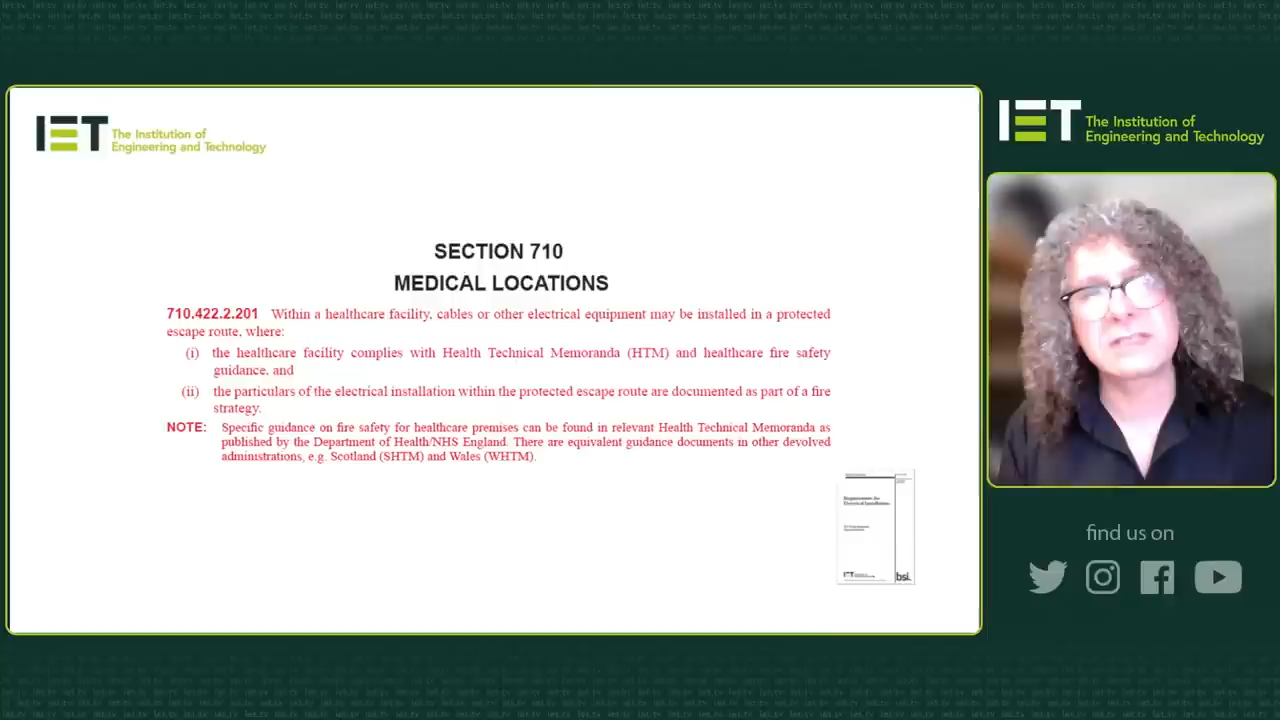 IET The Institution of
Engineering and Technology
SECTION 710
MEDICAL LOCATIONS
710.422.2.201 Within a healthcare facility, cables or other electrical equipment may be installed in a protected
escape route, where:
(i) the healthcare facility complies with Health Technical Memoranda (HTM) and healthcare fire safety
guidance, and
(ii) the particulars of the electrical installation within the protected escape route are documented as part of a fire
strategy.
NOTE: Specific guidance on fire safety for healthcare premises can be found in relevant Health Technical Memoranda as
published by the Department of Health/NHS England. There are equivalent guidance documents in other devolved
administrations, e.g. Scotland (SHTM) and Wales (WHTM).
Requirements for
Electrical Installations
IET
bsi.
IET The Institution of
Engineering and Technology
find us on